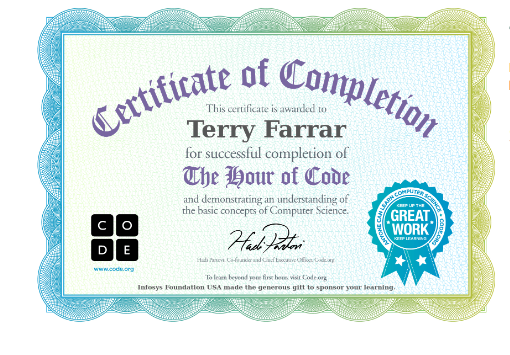 Certificate of Completion
This certificate is awarded to
Terry Farrar
for successful completion of
The Hour of Code
and demonstrating an understanding of
the basic concepts of Computer Science.
CO
DE
www.code.org
Hadi Partovi
Hadi Partovi, Co-founder and Chief Executive Officer, Code.org
ANYONE CAN LEARN COMPUTER SCIENCE
KEEP UP THE
GREAT
WORK
KEEP LEARNING
To learn beyond your first hour, visit Code.org
Infosys Foundation USA made the generous gift to sponsor your learning.